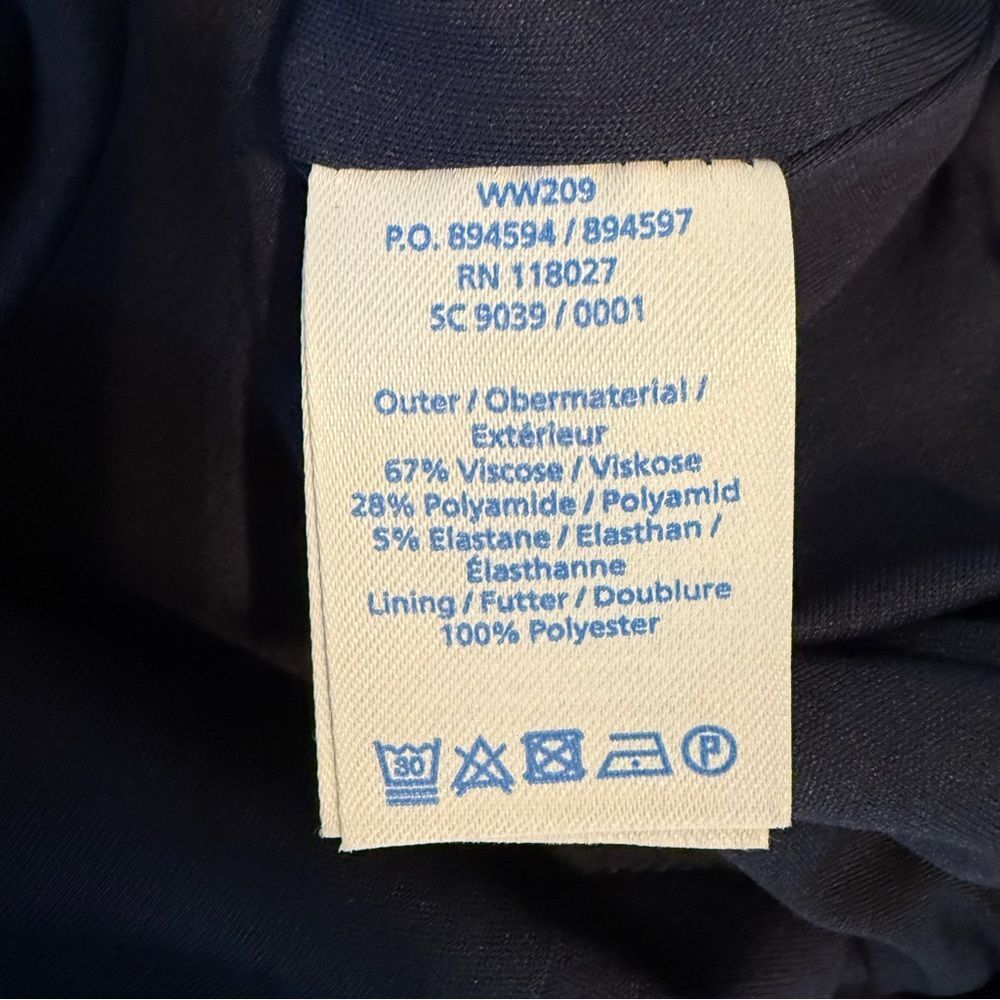 WW209
P.O. 894594 / 894597
RN 118027
SC 9039 / 0001
Outer / Obermaterial /
Extérieur
67% Viscose / Viskose
28% Polyamide / Polyamid
5% Elastane / Elasthan /
Élasthanne
Lining / Futter / Doublure
100% Polyester
30 P